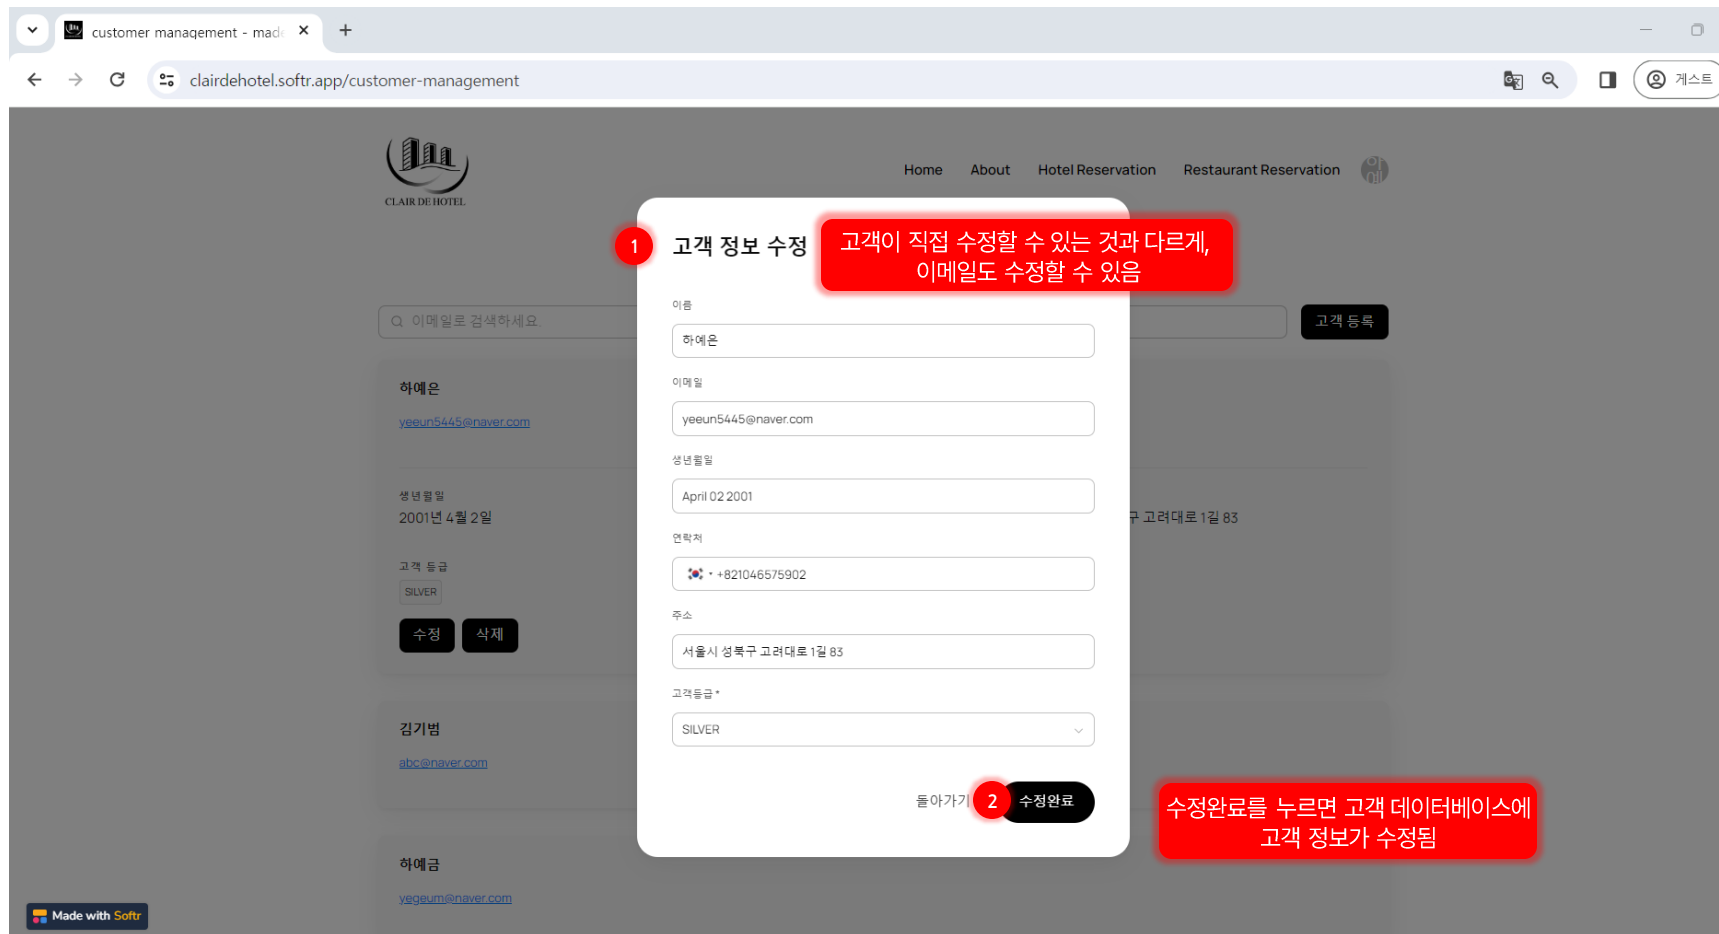 customer management - made
clairdehotel.softr.app/customer-management
게스트
CLAIR DE HOTEL
Home About Hotel Reservation Restaurant Reservation
하예
1 고객 정보 수정
고객이 직접 수정할 수 있는 것과 다르게,
이메일도 수정할 수 있음
이메일로 검색하세요.
고객 등록
이름
하예은
이메일
yeeun5445@naver.com
생년월일
April 02 2001
연락처
+821046575902
주소
서울시 성북구 고려대로 1길 83
고객등급 *
SILVER
돌아가기 2 수정완료
수정완료를 누르면 고객 데이터베이스에
고객 정보가 수정됨
하예은
yeeun5445@naver.com
생년월일
2001년 4월 2일
구 고려대로 1길 83
고객 등급
SILVER
수정 삭제
김기범
abc@naver.com
하예금
yegeum@naver.com
Made with Softr